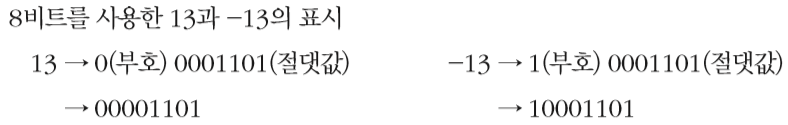 8비트를 사용한 13과 –13의 표시
13 → 0(부호) 0001101(절댓값) –13 → 1(부호) 0001101(절댓값)
→ 00001101 → 10001101